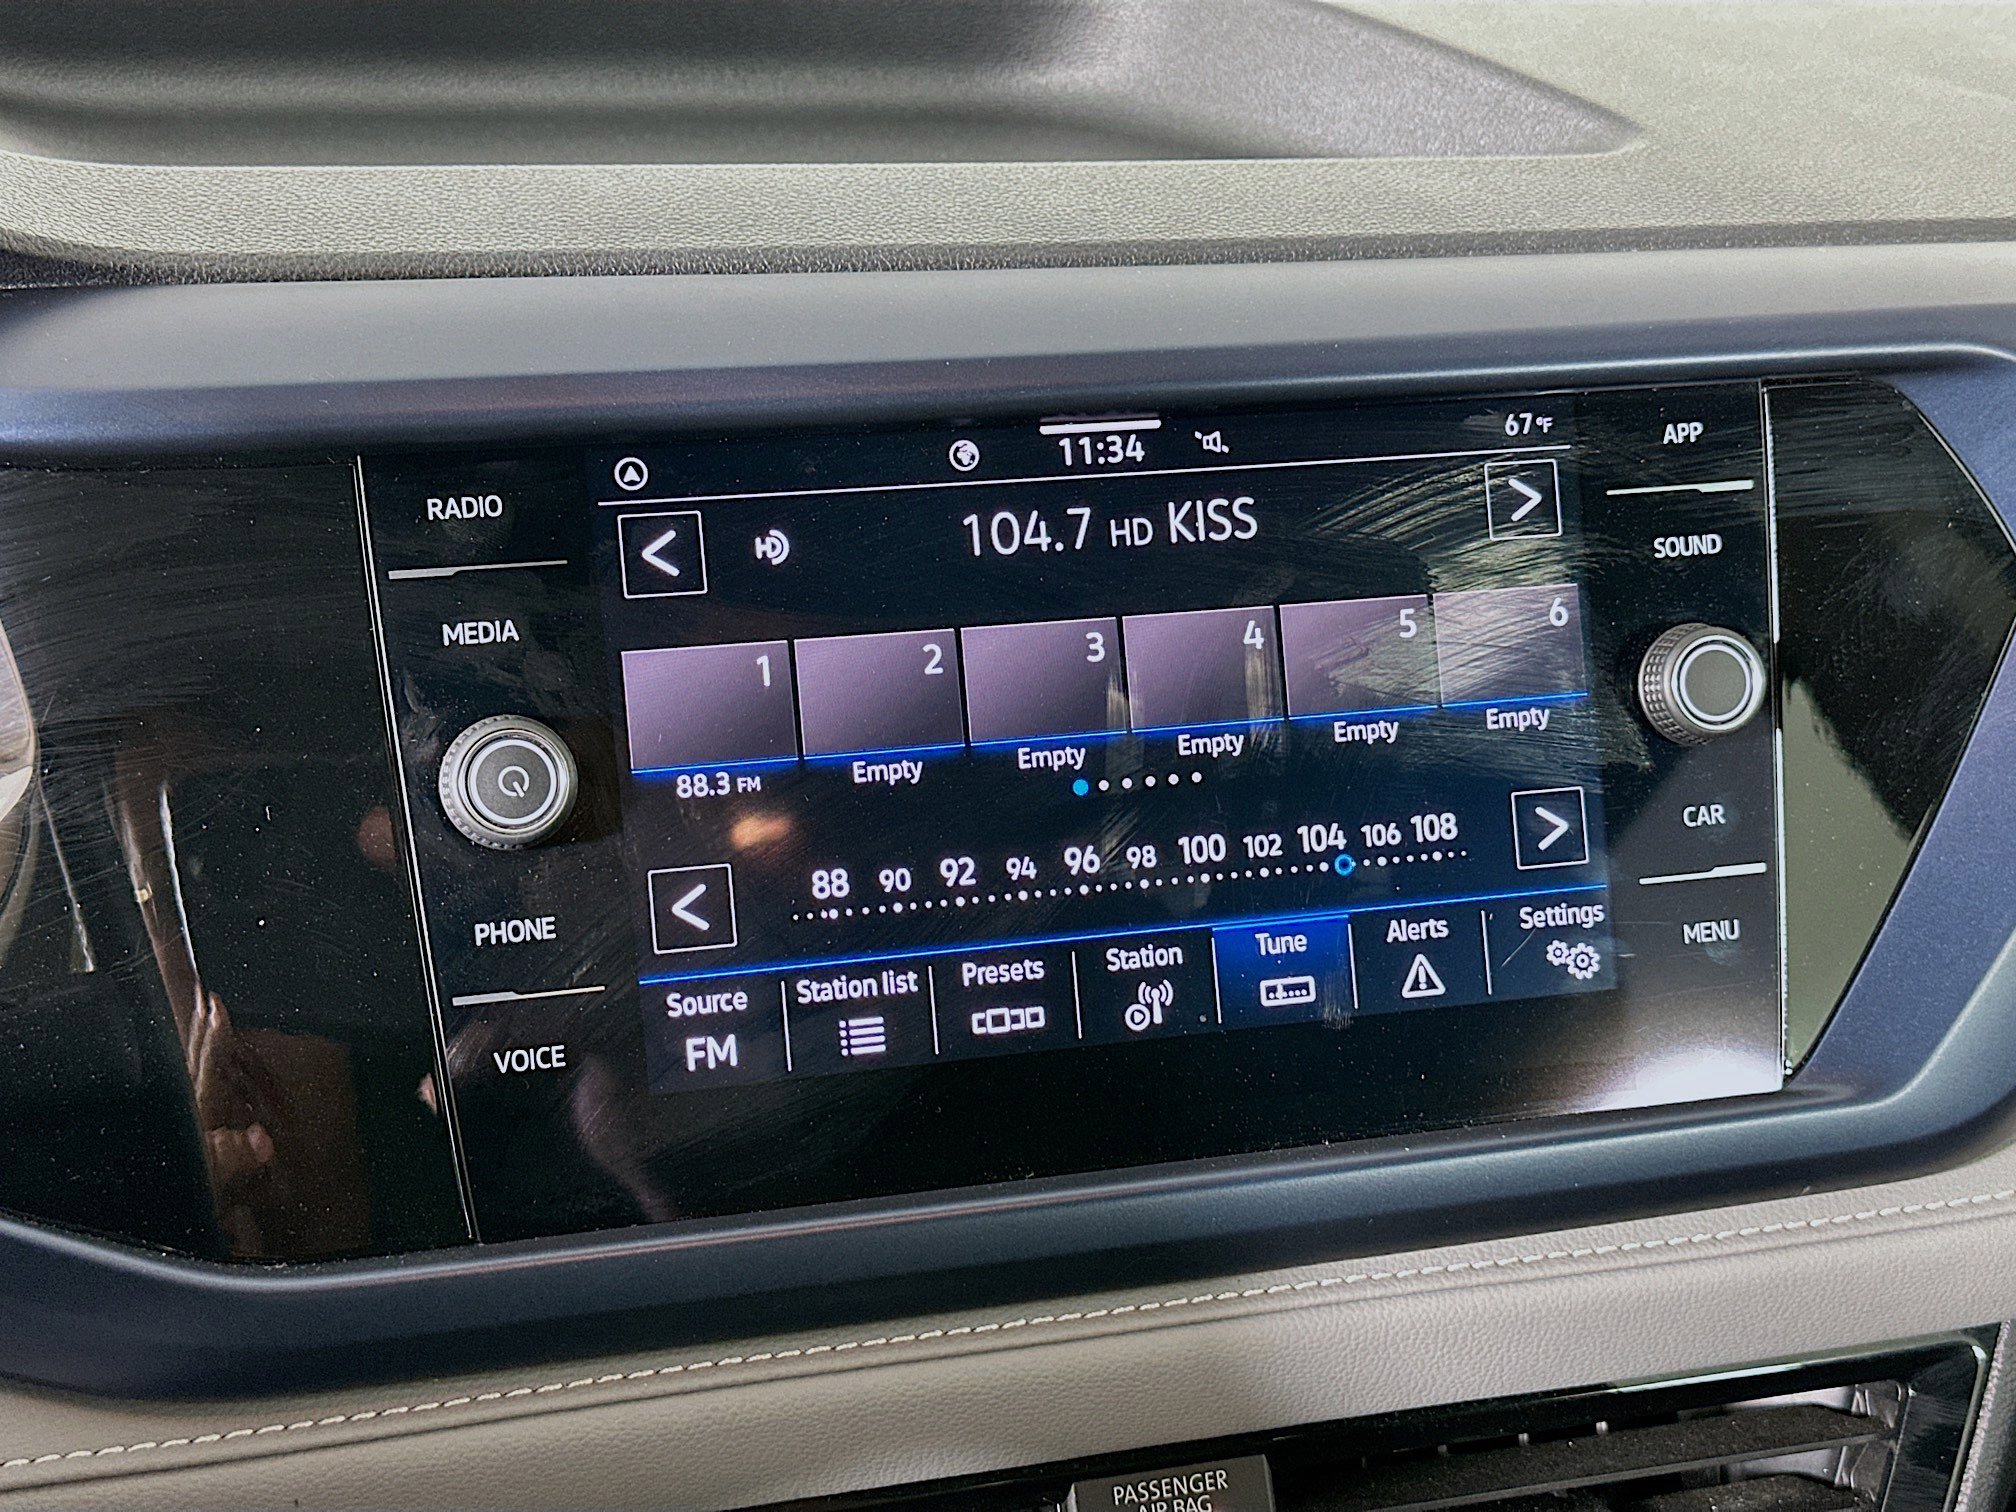 11:34
67°F
104.7 HD KISS
1
2
3
4
5
6
88.3 FM
Empty
Empty
Empty
Empty
Empty
88 90 92 94 96 98 100 102 104 106 108
Source
FM
Station list
Presets
Station
Tune
Alerts
Settings
RADIO
MEDIA
PHONE
VOICE
APP
SOUND
CAR
MENU
PASSENGER
AIR BAG